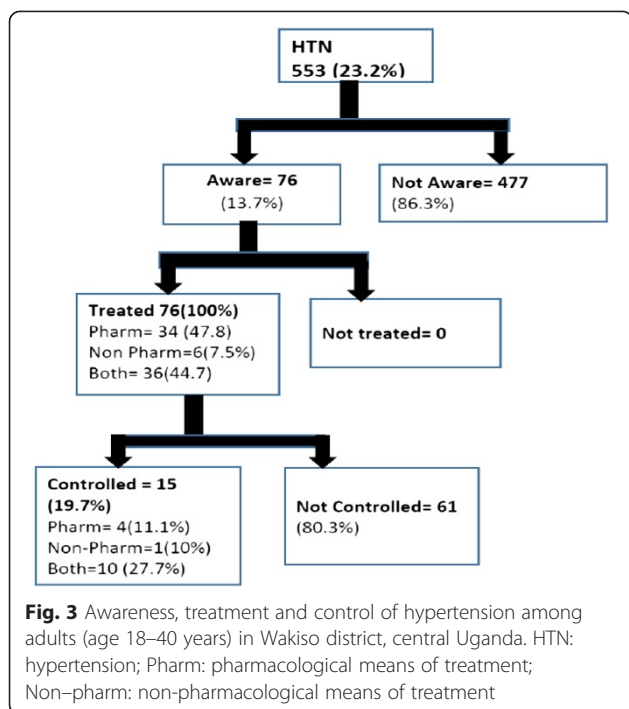 HTN
553 (23.2%)
Aware= 76
(13.7%)
Not Aware= 477
(86.3%)
Treated 76(100%)
Pharm= 34 (47.8)
Non Pharm=6(7.5%)
Both= 36(44.7)
Not treated= 0
Controlled = 15
(19.7%)
Pharm= 4(11.1%)
Non-Pharm=1(10%)
Both=10 (27.7%)
Not Controlled= 61
(80.3%)
Fig. 3 Awareness, treatment and control of hypertension among
adults (age 18–40 years) in Wakiso district, central Uganda. HTN:
hypertension; Pharm: pharmacological means of treatment;
Non–pharm: non-pharmacological means of treatment